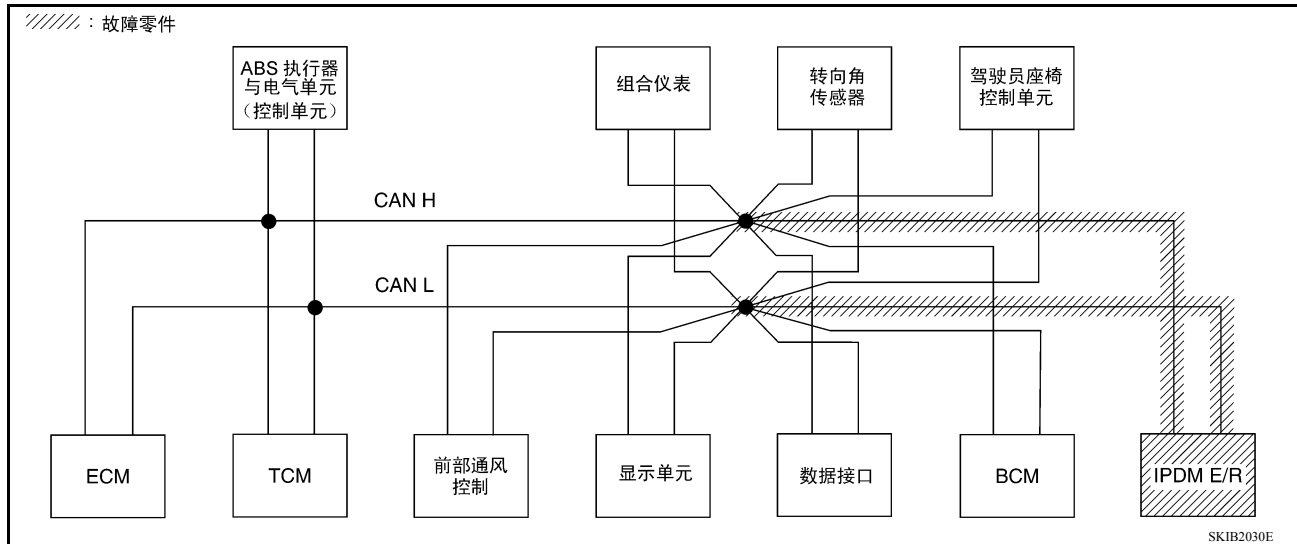 ：故障零件
ABS 执行器
与电气单元
（控制单元）
组合仪表
转向角
传感器
驾驶员座椅
控制单元
CAN H
CAN L
ECM
TCM
前部通风
控制
显示单元
数据接口
BCM
IPDM E/R
SKIB2030E